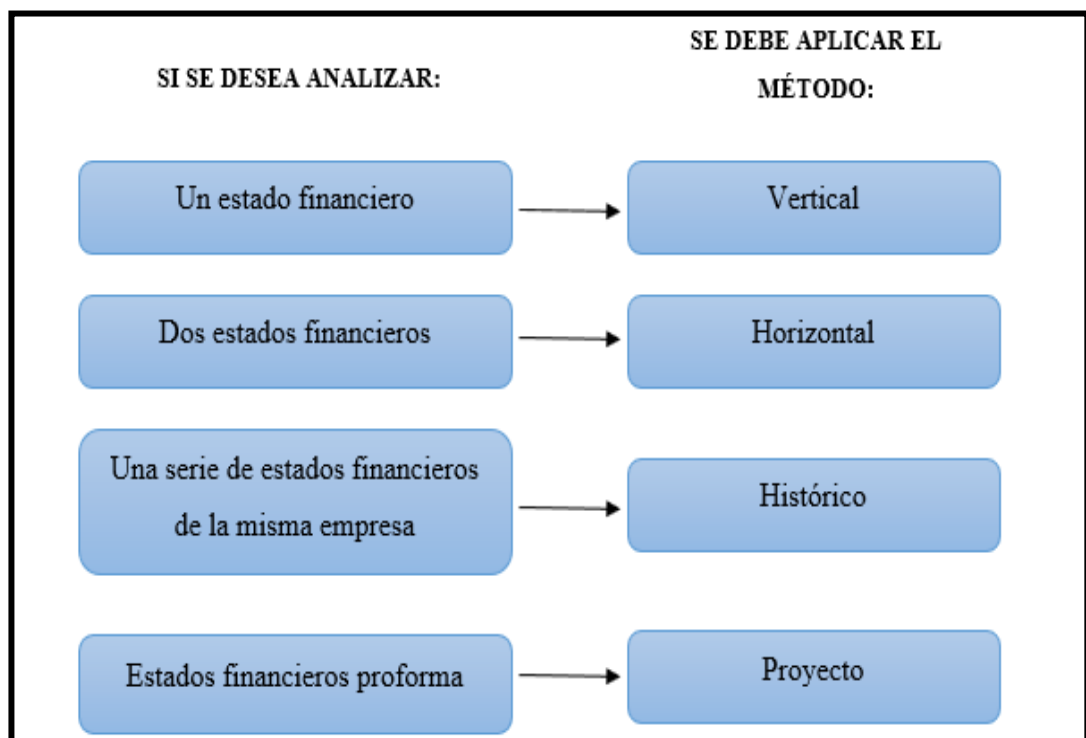 SI SE DESEA ANALIZAR:
SE DEBE APLICAR EL
MÉTODO:
Un estado financiero
Vertical
Dos estados financieros
Horizontal
Una serie de estados financieros
de la misma empresa
Histórico
Estados financieros proforma
Proyecto